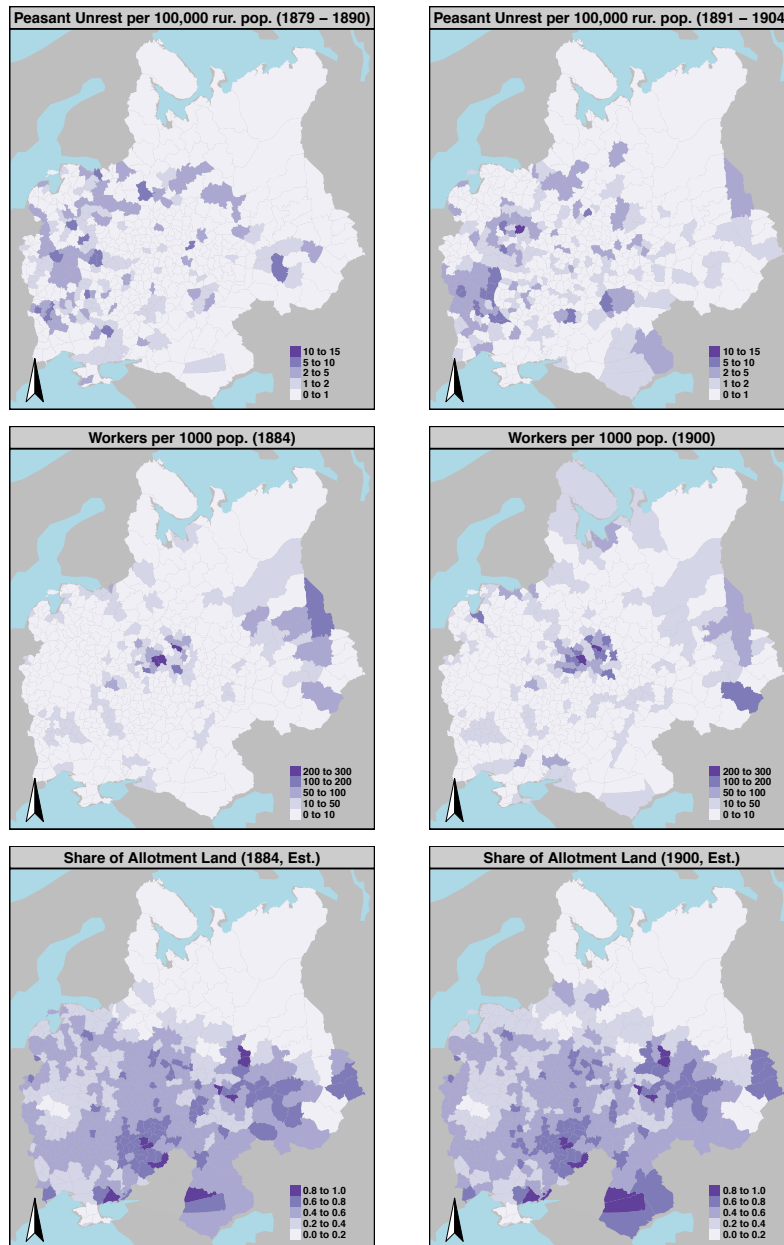 Peasant Unrest per 100,000 rur. pop. (1879 – 1890)
10 to 15
5 to 10
2 to 5
1 to 2
0 to 1
Peasant Unrest per 100,000 rur. pop. (1891 – 1904
10 to 15
5 to 10
2 to 5
1 to 2
0 to 1
Workers per 1000 pop. (1884)
200 to 300
100 to 200
50 to 100
10 to 50
0 to 10
Workers per 1000 pop. (1900)
200 to 300
100 to 200
50 to 100
10 to 50
0 to 10
Share of Allotment Land (1884, Est.)
0.8 to 1.0
0.6 to 0.8
0.4 to 0.6
0.2 to 0.4
0.0 to 0.2
Share of Allotment Land (1900, Est.)
0.8 to 1.0
0.6 to 0.8
0.4 to 0.6
0.2 to 0.4
0.0 to 0.2